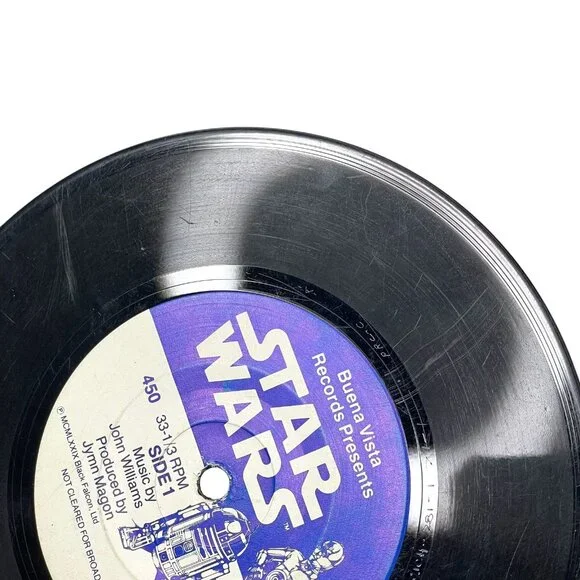 Buena Vista
Records Presents
STAR
WARS™
450
33-1/3 RPM
SIDE 1
Music by
John Williams
Produced by
Jymn Magon
℗ MCMLXXIX Black Falcon, Ltd
NOT CLEARED FOR BROAD